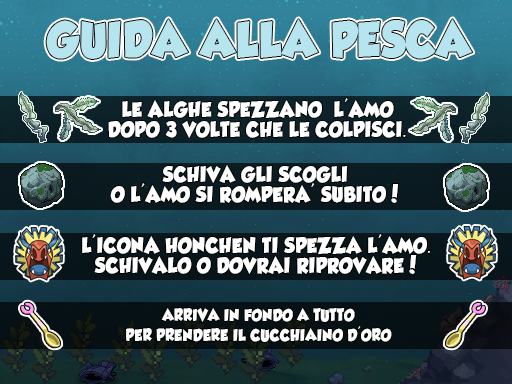 GUIDA ALLA PESCA
LE ALGHE SPEZZANO L'AMO
DOPO 3 VOLTE CHE LE COLPISCI.
SCHIVA GLI SCOGLI
O L'AMO SI ROMPERA' SUBITO!
L'ICONA HONCHEN TI SPEZZA L'AMO.
SCHIVALO O DOVRAI RIPROVARE!
ARRIVA IN FONDO A TUTTO
PER PRENDERE IL CUCCHIAINO D'ORO